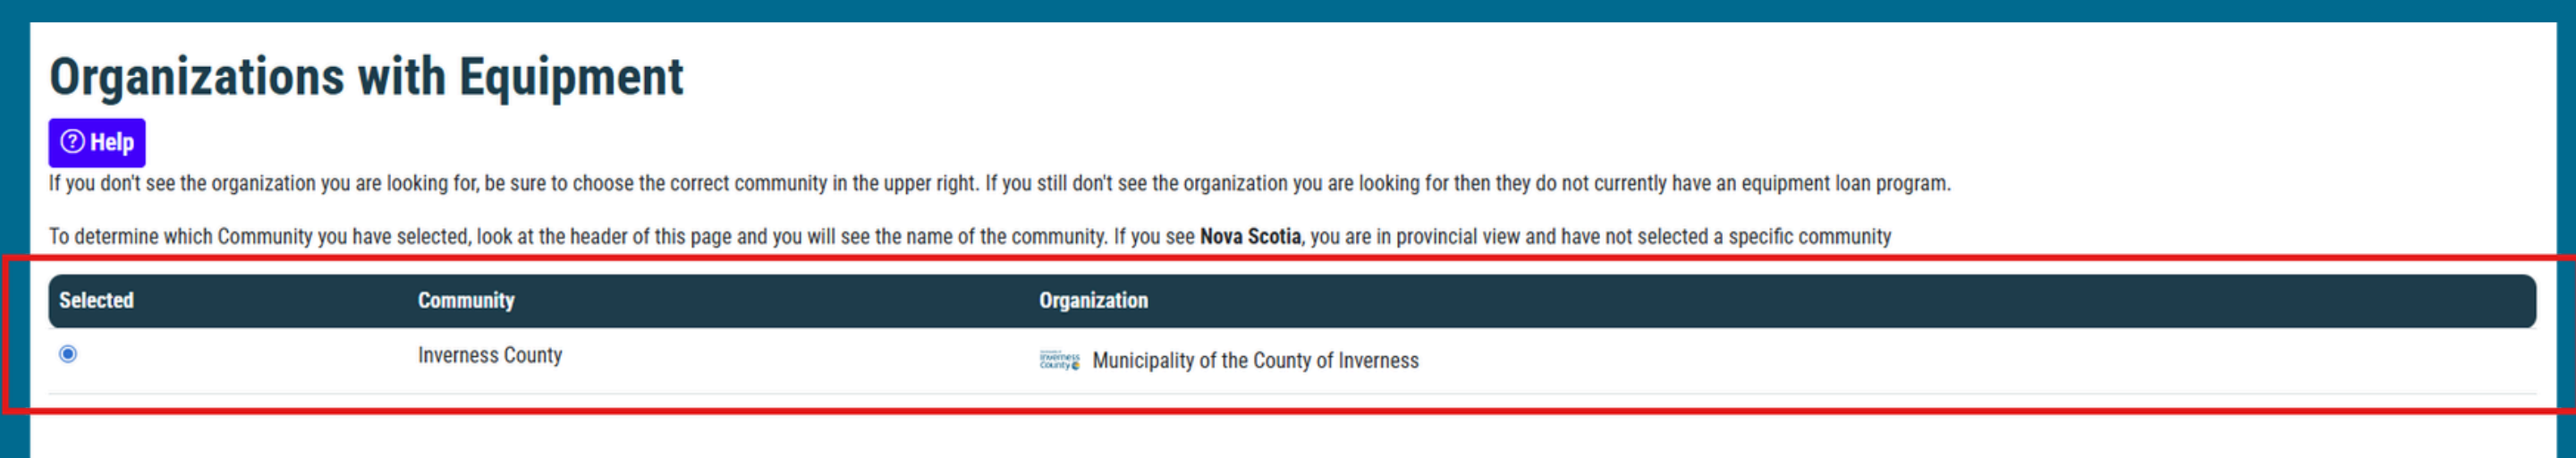 Organizations with Equipment
Help
If you don't see the organization you are looking for, be sure to choose the correct community in the upper right. If you still don't see the organization you are looking for then they do not currently have an equipment loan program.
To determine which Community you have selected, look at the header of this page and you will see the name of the community. If you see Nova Scotia, you are in provincial view and have not selected a specific community
Selected Community Organization
Inverness County Inverness County Municipality of the County of Inverness